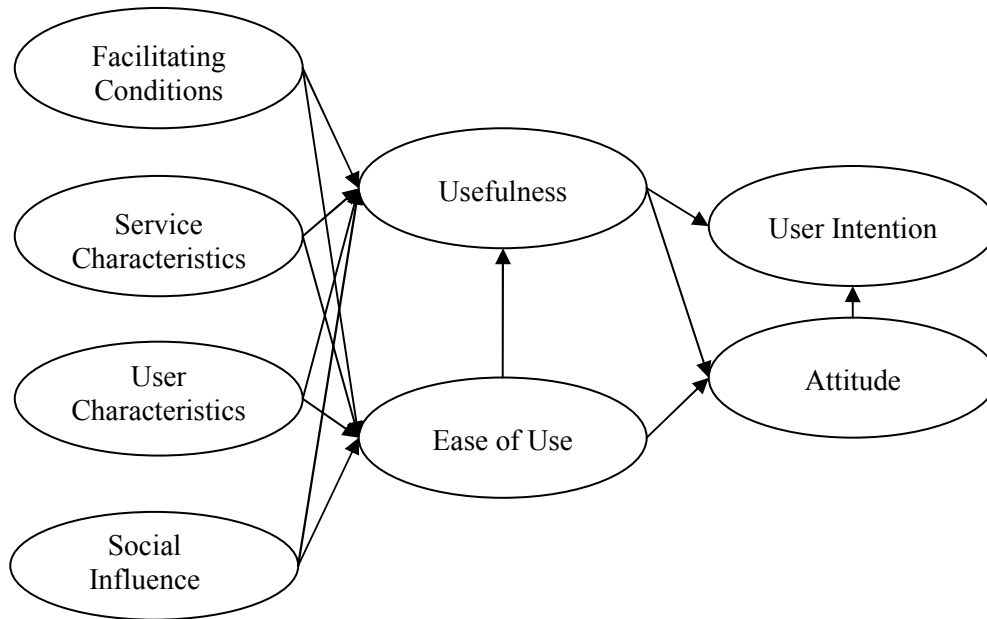 Facilitating
Conditions
Service
Characteristics
User
Characteristics
Social
Influence
Usefulness
Ease of Use
User Intention
Attitude